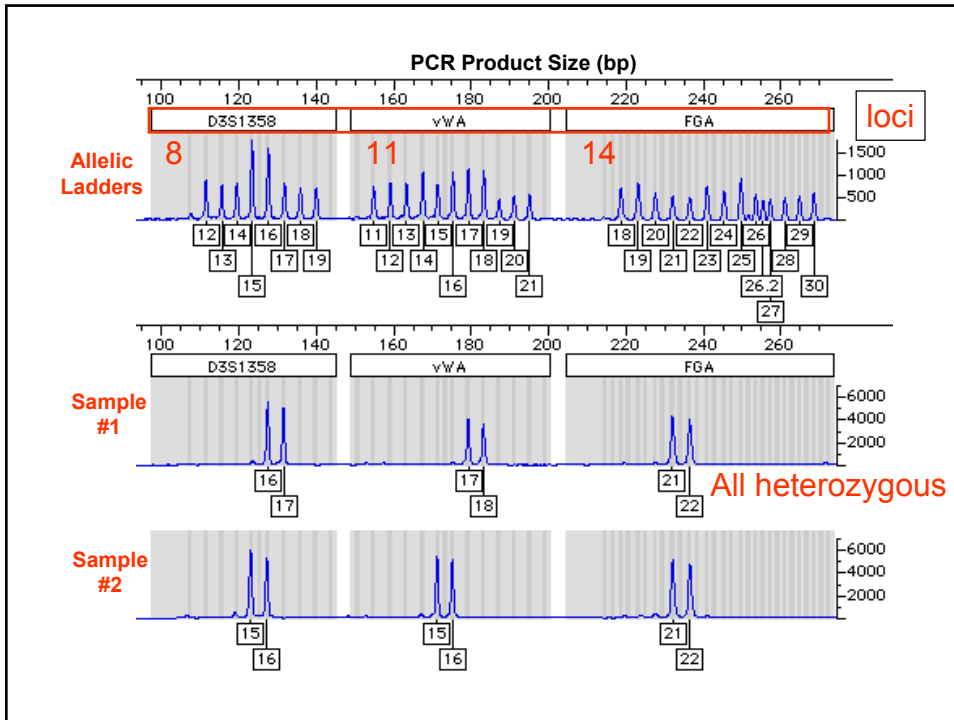 PCR Product Size (bp)
100 120 140 160 180 200 220 240 260
D3S1358 vWA FGA loci
8 11 14
Allelic
Ladders
1500
1000
500
12 14 16 18 11 13 15 17 19 18 20 22 24 26 29
13 17 19 12 14 18 20 19 21 23 25 28
15 16 21 26.2 30
27
100 120 140 160 180 200 220 240 260
D3S1358 vWA FGA
Sample
#1
6000
4000
2000
16 17 21 All heterozygous
17 18 22
Sample
#2
6000
4000
2000
15 15 21
16 16 22